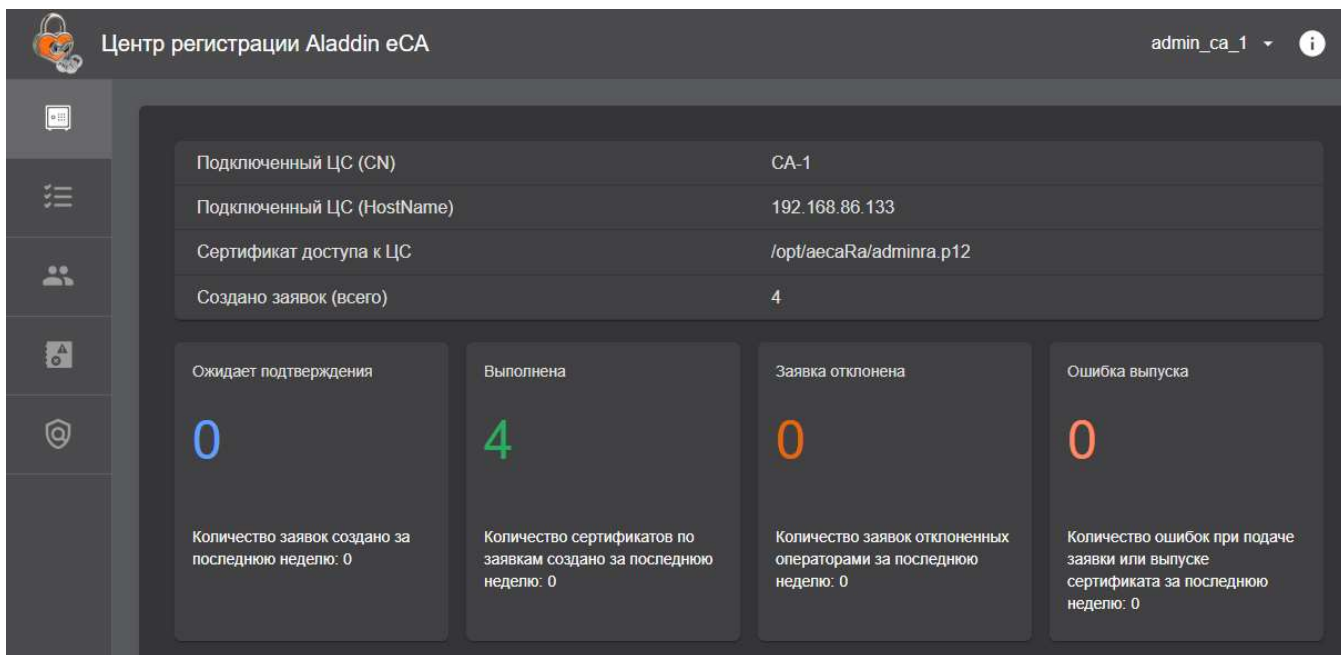 Центр регистрации Aladdin eCA
admin_ca_1
Подключенный ЦС (CN) CA-1
Подключенный ЦС (HostName) 192.168.86.133
Сертификат доступа к ЦС /opt/aecaRa/adminra.p12
Создано заявок (всего) 4
Ожидает подтверждения
0
Количество заявок создано за
последнюю неделю: 0
Выполнена
4
Количество сертификатов по
заявкам создано за последнюю
неделю: 0
Заявка отклонена
0
Количество заявок отклоненных
операторами за последнюю
неделю: 0
Ошибка выпуска
0
Количество ошибок при подаче
заявки или выпуске
сертификата за последнюю
неделю: 0